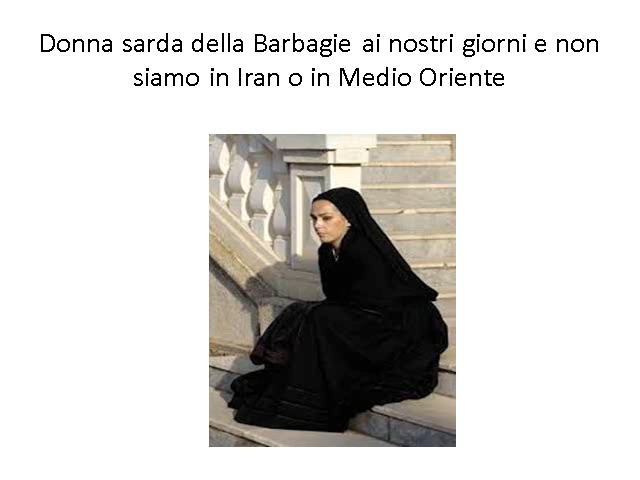 Donna sarda della Barbagie ai nostri giorni e non
siamo in Iran o in Medio Oriente